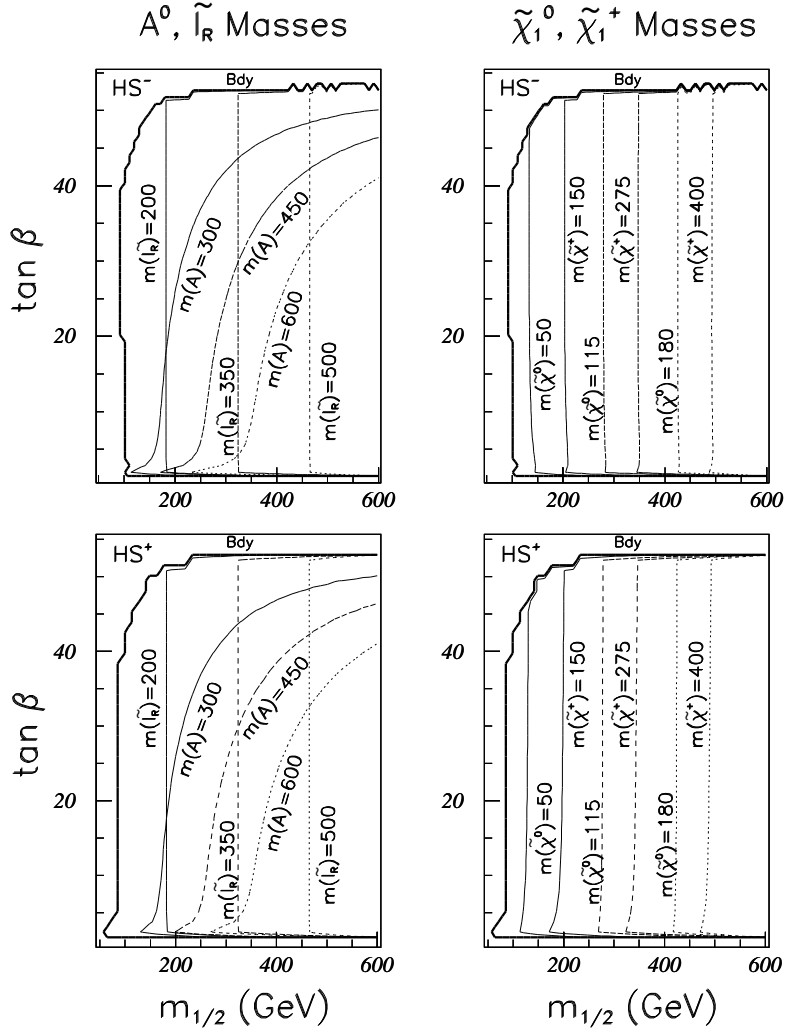 A⁰, l̃_R Masses
χ̃₁⁰, χ̃₁⁺ Masses
HS⁻
Bdy
m(l̃_R)=200
m(A)=300
m(A)=450
m(l̃_R)=350
m(A)=600
m(l̃_R)=500
tan β
40
20
200
400
600
HS⁻
Bdy
m(χ̃⁰)=50
m(χ̃⁺)=150
m(χ̃⁰)=115
m(χ̃⁺)=275
m(χ̃⁰)=180
m(χ̃⁺)=400
40
20
200
400
600
HS⁺
Bdy
m(l̃_R)=200
m(A)=300
m(A)=450
m(l̃_R)=350
m(A)=600
m(l̃_R)=500
tan β
40
20
200
400
600
m₁/₂ (GeV)
HS⁺
Bdy
m(χ̃⁰)=50
m(χ̃⁺)=150
m(χ̃⁰)=115
m(χ̃⁺)=275
m(χ̃⁰)=180
m(χ̃⁺)=400
40
20
200
400
600
m₁/₂ (GeV)